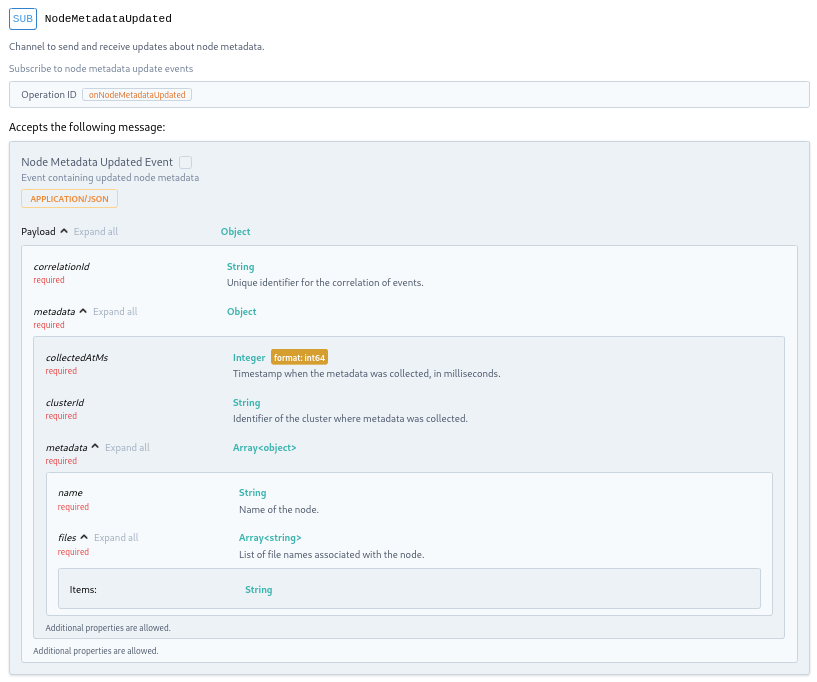 SUB NodeMetadataUpdated
Channel to send and receive updates about node metadata.
Subscribe to node metadata update events
Operation ID onNodeMetadataUpdated
Accepts the following message:
Node Metadata Updated Event
Event containing updated node metadata
APPLICATION/JSON
Payload Expand all Object
correlationId String
required Unique identifier for the correlation of events.
metadata Expand all Object
required
collectedAtMs Integer format: int64
required Timestamp when the metadata was collected, in milliseconds.
clusterId String
required Identifier of the cluster where metadata was collected.
metadata Expand all Array<object>
required
name String
required Name of the node.
files Expand all Array<string>
required List of file names associated with the node.
Items: String
Additional properties are allowed.
Additional properties are allowed.